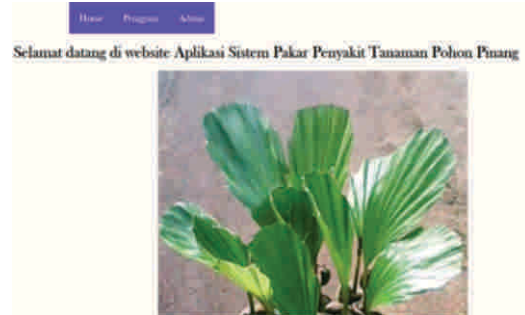 Home Pengguna Admin
Selamat datang di website Aplikasi Sistem Pakar Penyakit Tanaman Pohon Pinang